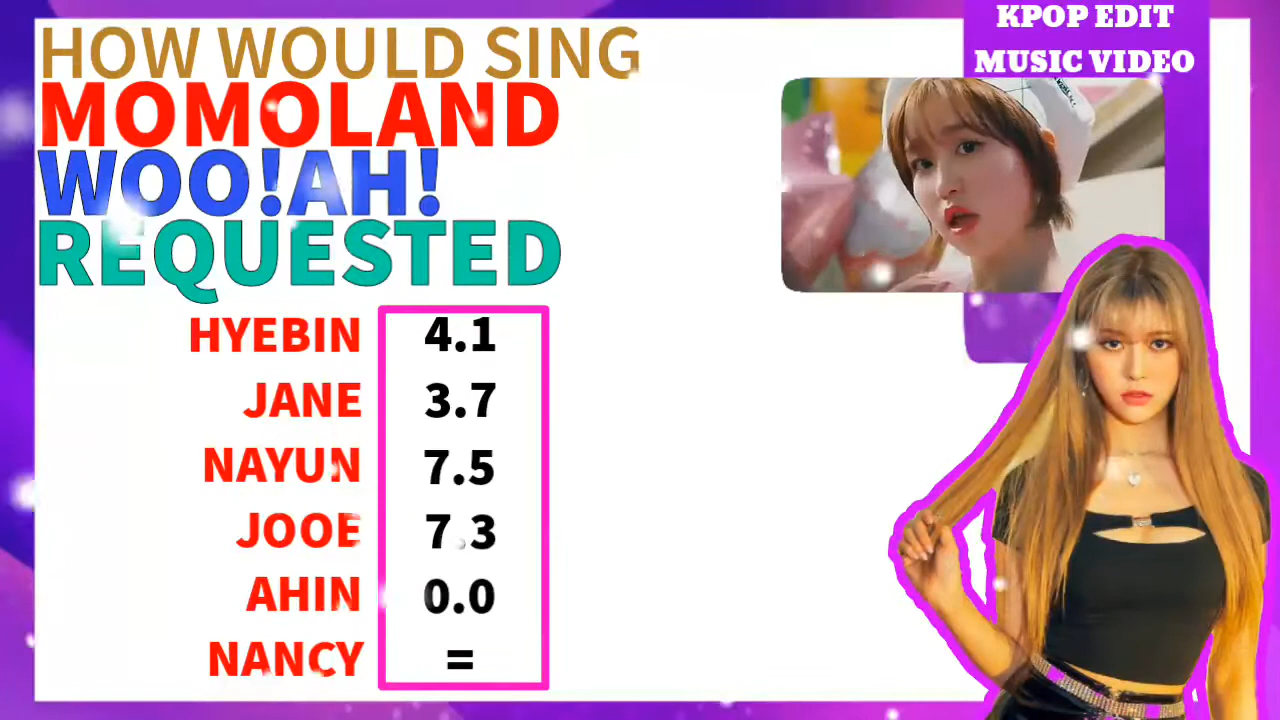 HOW WOULD SING
MOMOLAND
WOO!AH!
REQUESTED
KPOP EDIT
MUSIC VIDEO
HYEBIN 4.1
JANE 3.7
NAYUN 7.5
JOOE 7.3
AHIN 0.0
NANCY =